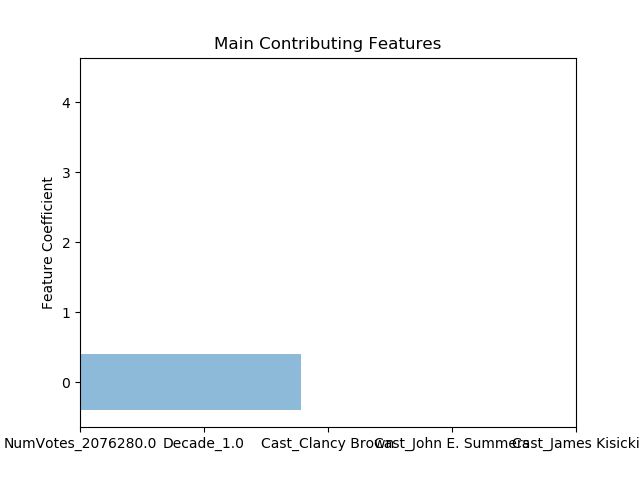 Main Contributing Features
Feature Coefficient
4
3
2
1
0
NumVotes_2076280.0 Decade_1.0 Cast_Clancy Brown Cast_John E. Summers Cast_James Kisicki